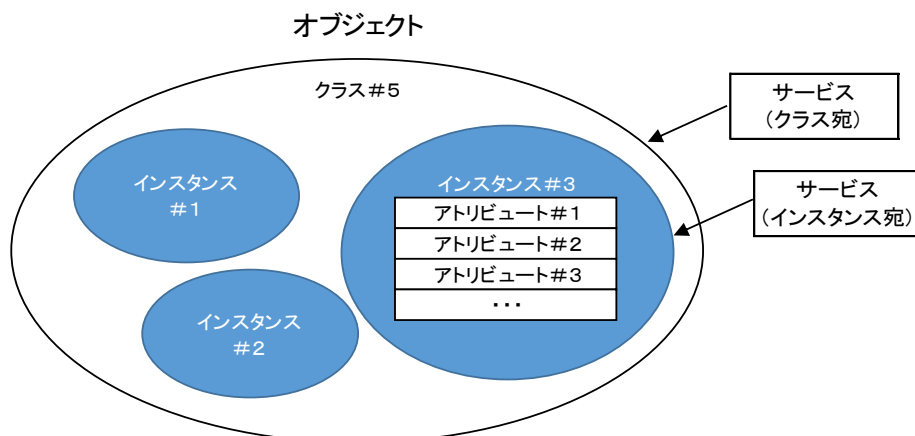 オブジェクト
クラス＃５
サービス
（クラス宛）
インスタンス
＃１
インスタンス＃３
アトリビュート＃１
アトリビュート＃２
アトリビュート＃３
・・・
サービス
（インスタンス宛）
インスタンス
＃２